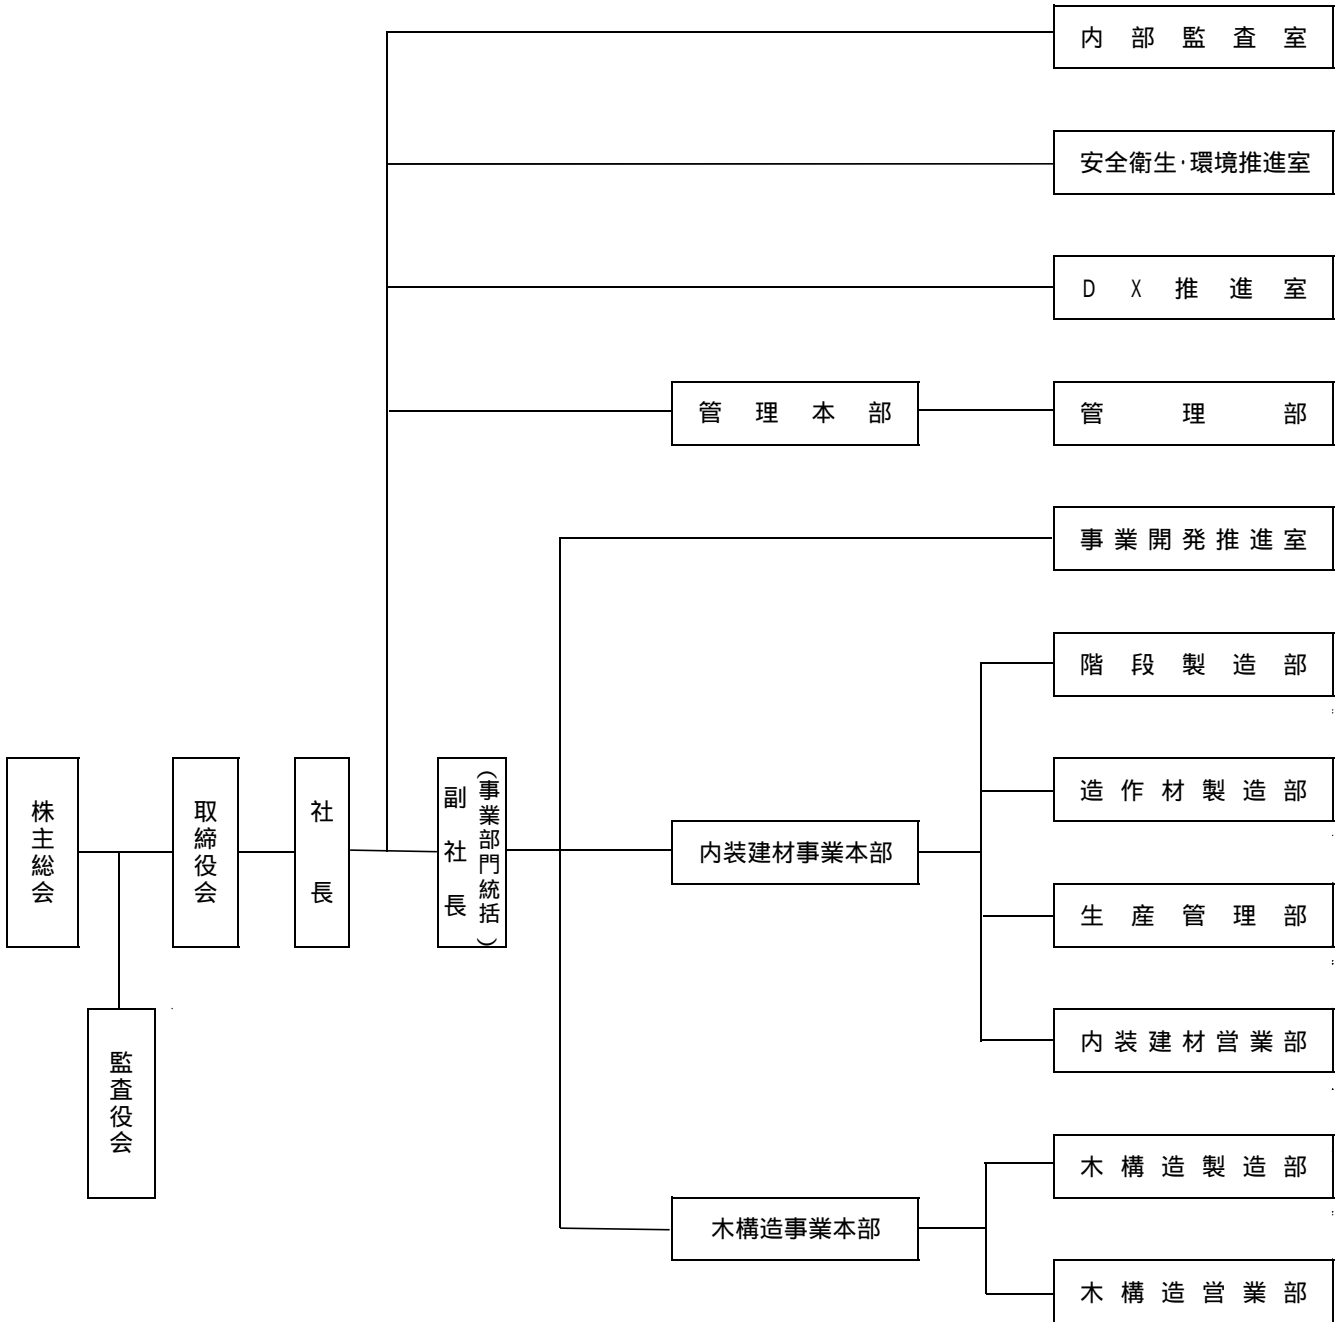 内部監査室
安全衛生·環境推進室
DX推進室
管理本部
管理部
事業開発推進室
階段製造部
株主総会
取締役会
社長
副社長
(事業部門統括)
造作材製造部
内装建材事業本部
生産管理部
内装建材営業部
監査役会
木構造製造部
木構造事業本部
木構造営業部